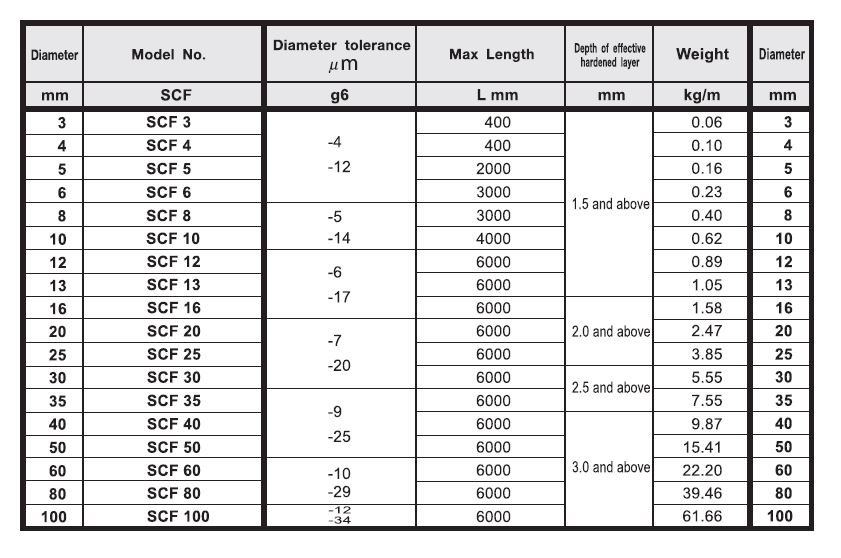 Diameter Model No. Diameter tolerance μm Max Length Depth of effective hardened layer Weight Diameter
mm SCF g6 L mm mm kg/m mm
3 SCF 3 400 0.06 3
-4
4 SCF 4 400 0.10 4
-12
5 SCF 5 2000 0.16 5
6 SCF 6 3000 0.23 6
1.5 and above
8 SCF 8 -5 3000 0.40 8
10 SCF 10 -14 4000 0.62 10
12 SCF 12 6000 0.89 12
-6
13 SCF 13 6000 1.05 13
-17
16 SCF 16 6000 1.58 16
20 SCF 20 6000 2.0 and above 2.47 20
-7
25 SCF 25 6000 3.85 25
-20
30 SCF 30 6000 5.55 30
2.5 and above
35 SCF 35 6000 7.55 35
-9
40 SCF 40 6000 9.87 40
-25
50 SCF 50 6000 15.41 50
60 SCF 60 -10 6000 3.0 and above 22.20 60
80 SCF 80 -29 6000 39.46 80
-12
100 SCF 100 -34 6000 61.66 100